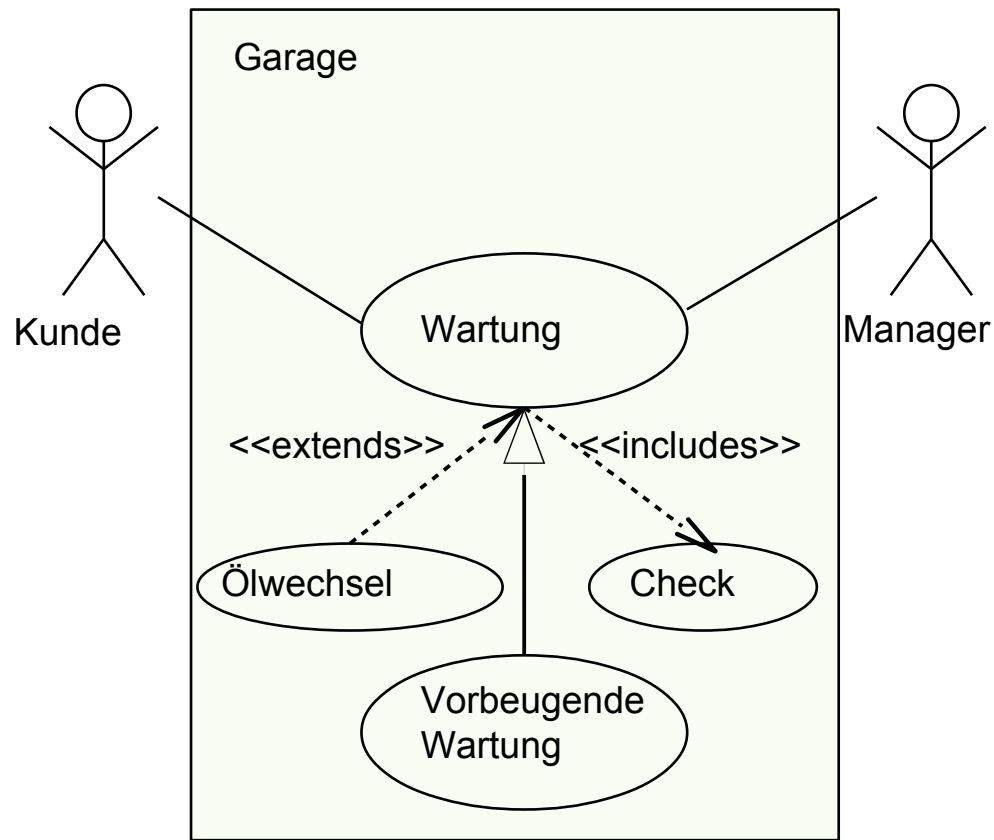 Garage
Kunde
Wartung
Manager
<<extends>>
<<includes>>
Ölwechsel
Check
Vorbeugende
Wartung